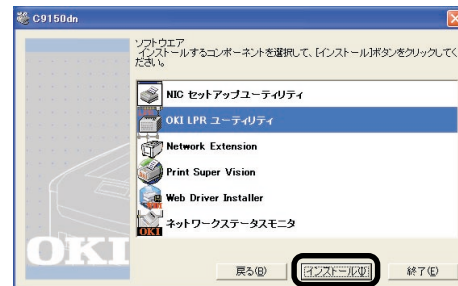 C9150dn
ソフトウエア
インストールするコンポーネントを選択して、[インストール]ボタンをクリックしてく
ださい。
NIC セットアップユーティリティ
OKI LPR ユーティリティ
Network Extension
Print Super Vision
Web Driver Installer
ネットワークステータスモニタ
OKI
OKI
戻る(B)
インストール(I)
終了(E)